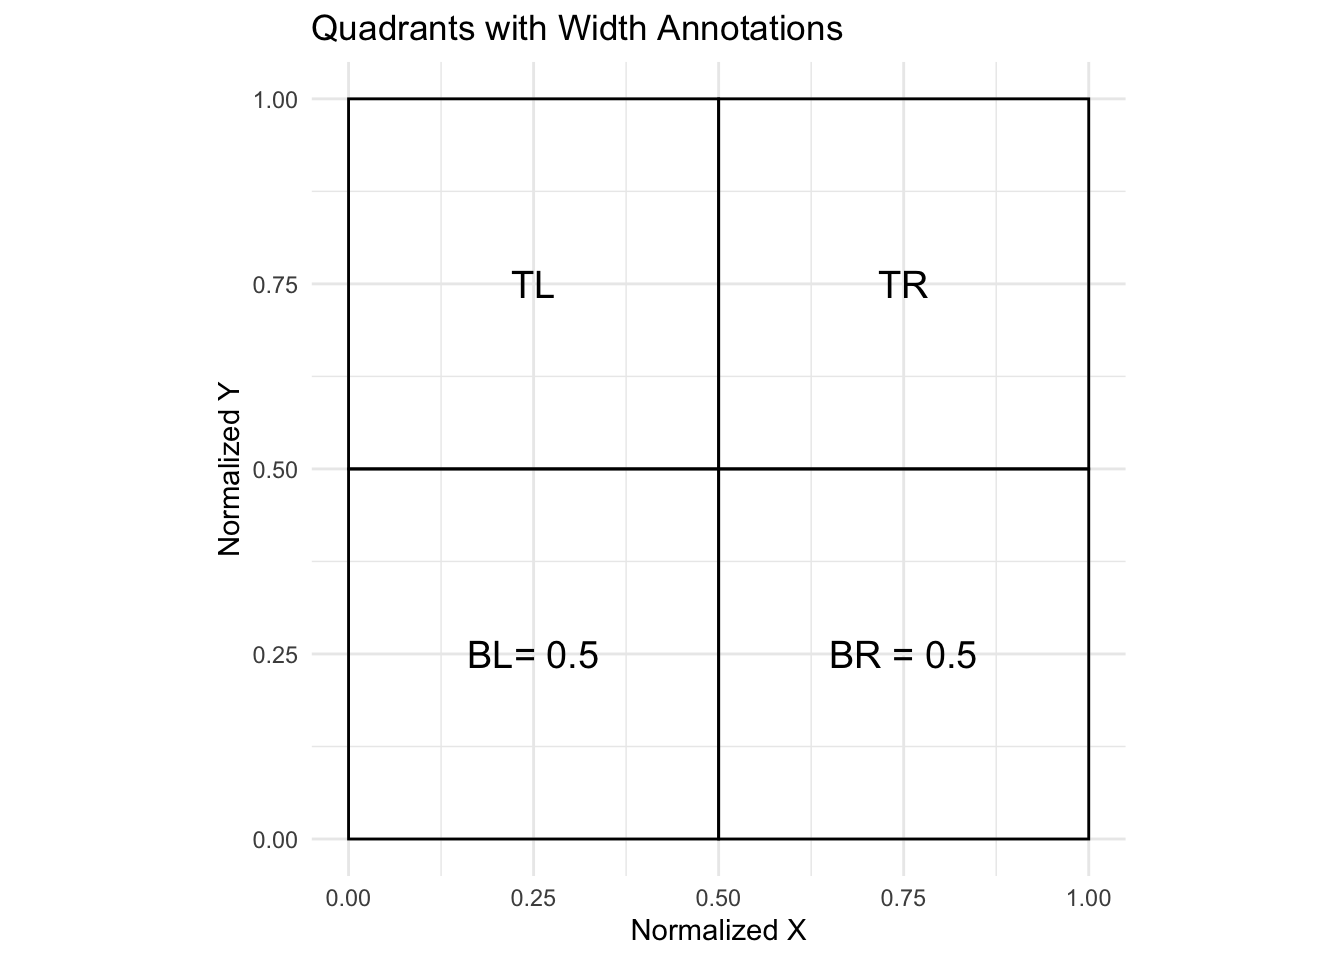 Quadrants with Width Annotations
1.00
TL
TR
0.75
Normalized Y
0.50
BL= 0.5
BR = 0.5
0.25
0.00
0.00
0.25
0.50
0.75
1.00
Normalized X